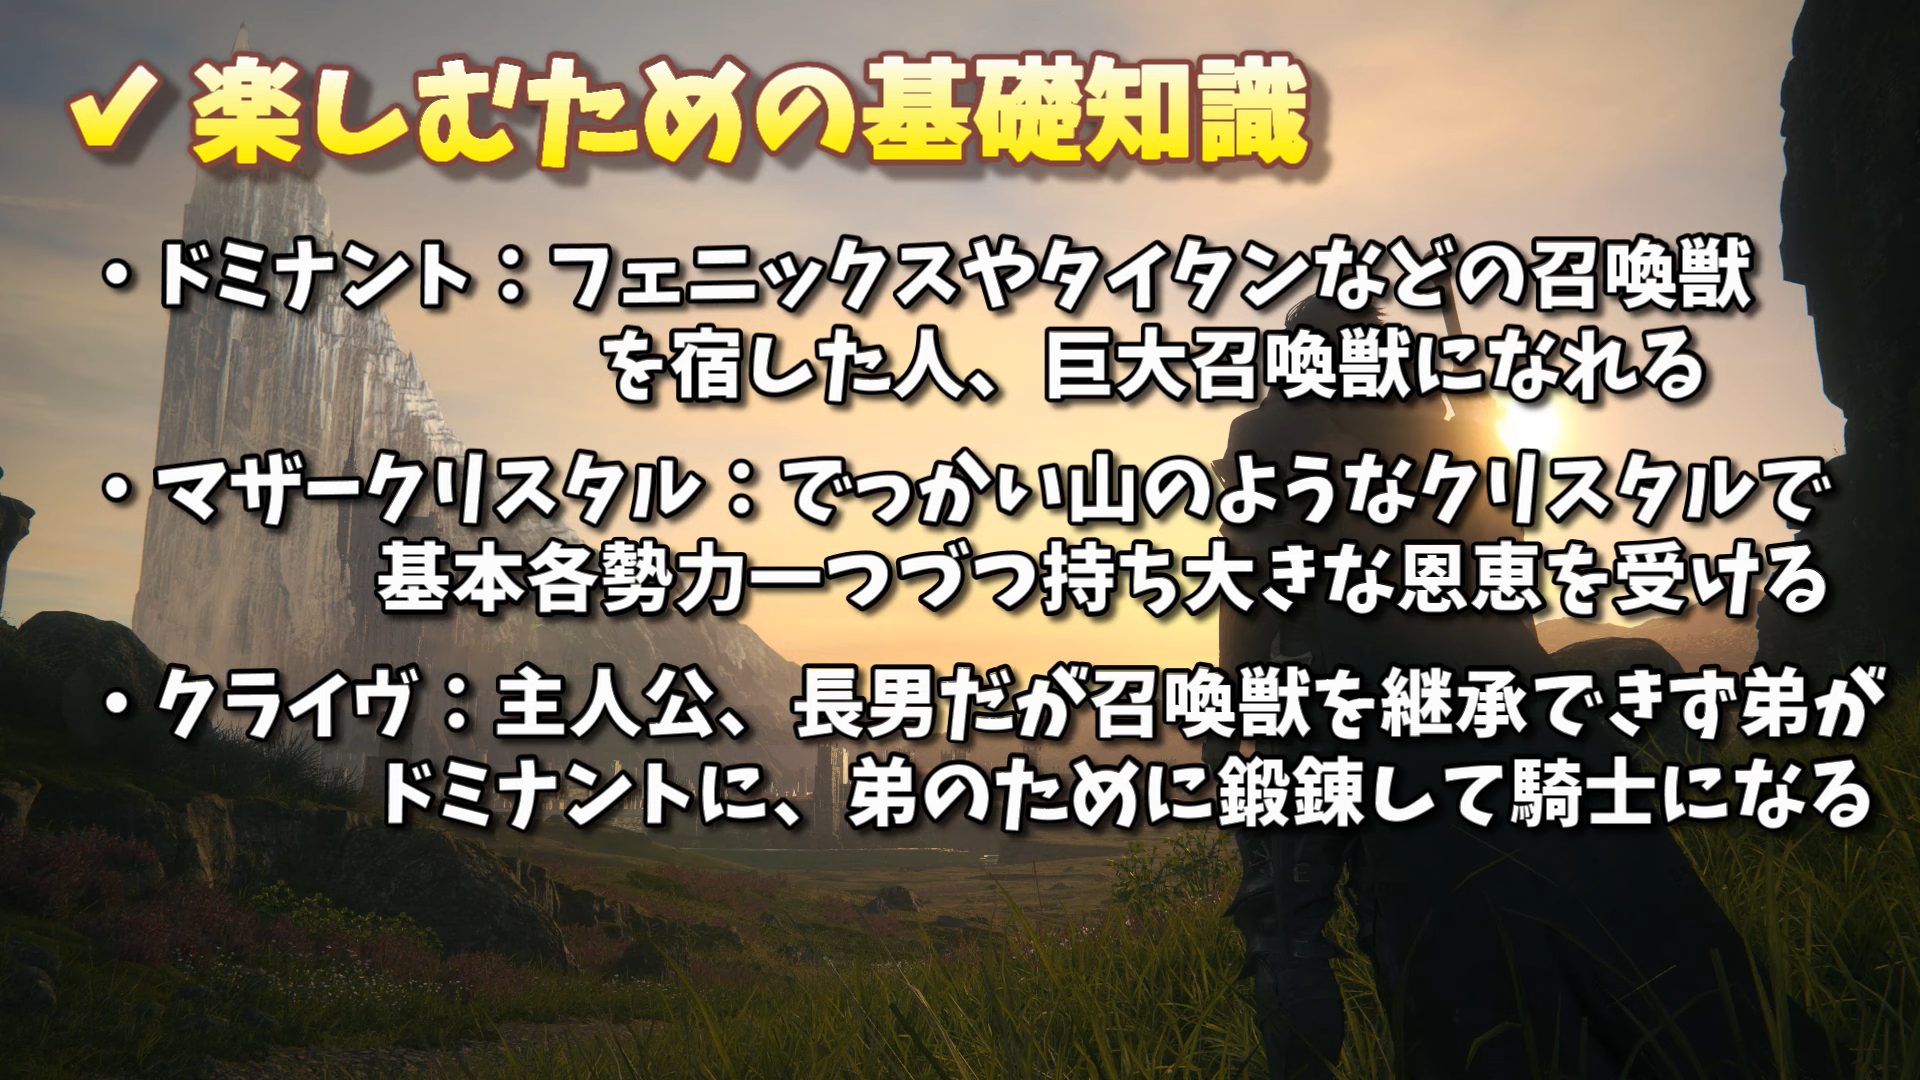 ✓ 楽しむための基礎知識
・ドミナント：フェニックスやタイタンなどの召喚獣
を宿した人、巨大召喚獣になれる
・マザークリスタル：でっかい山のようなクリスタルで
基本各勢力一つづつ持ち大きな恩恵を受ける
・クライヴ：主人公、長男だが召喚獣を継承できず弟が
ドミナントに、弟のために鍛錬して騎士になる